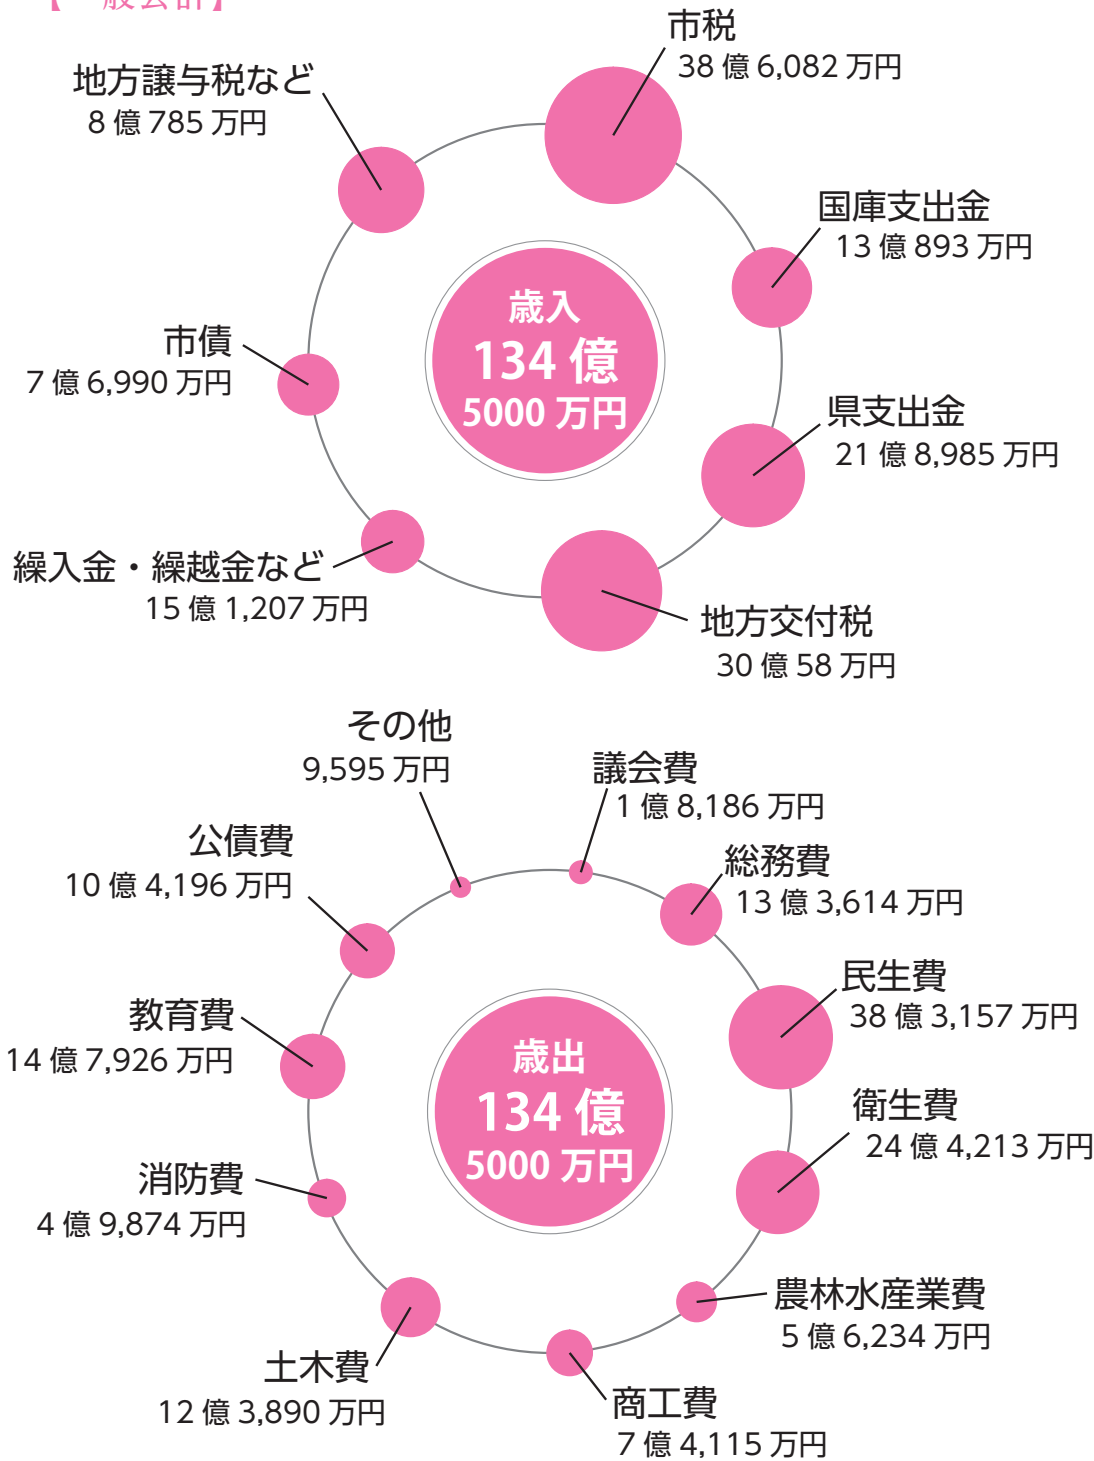 【一般会計】
市税
38 億 6,082 万円
地方譲与税など
8 億 785 万円
国庫支出金
13 億 893 万円
歳入
134 億
5000 万円
市債
7 億 6,990 万円
県支出金
21 億 8,985 万円
繰入金・繰越金など
15 億 1,207 万円
地方交付税
30 億 58 万円
その他
9,595 万円
議会費
1 億 8,186 万円
公債費
10 億 4,196 万円
総務費
13 億 3,614 万円
民生費
38 億 3,157 万円
教育費
14 億 7,926 万円
歳出
134 億
5000 万円
衛生費
24 億 4,213 万円
消防費
4 億 9,874 万円
農林水産業費
5 億 6,234 万円
土木費
12 億 3,890 万円
商工費
7 億 4,115 万円